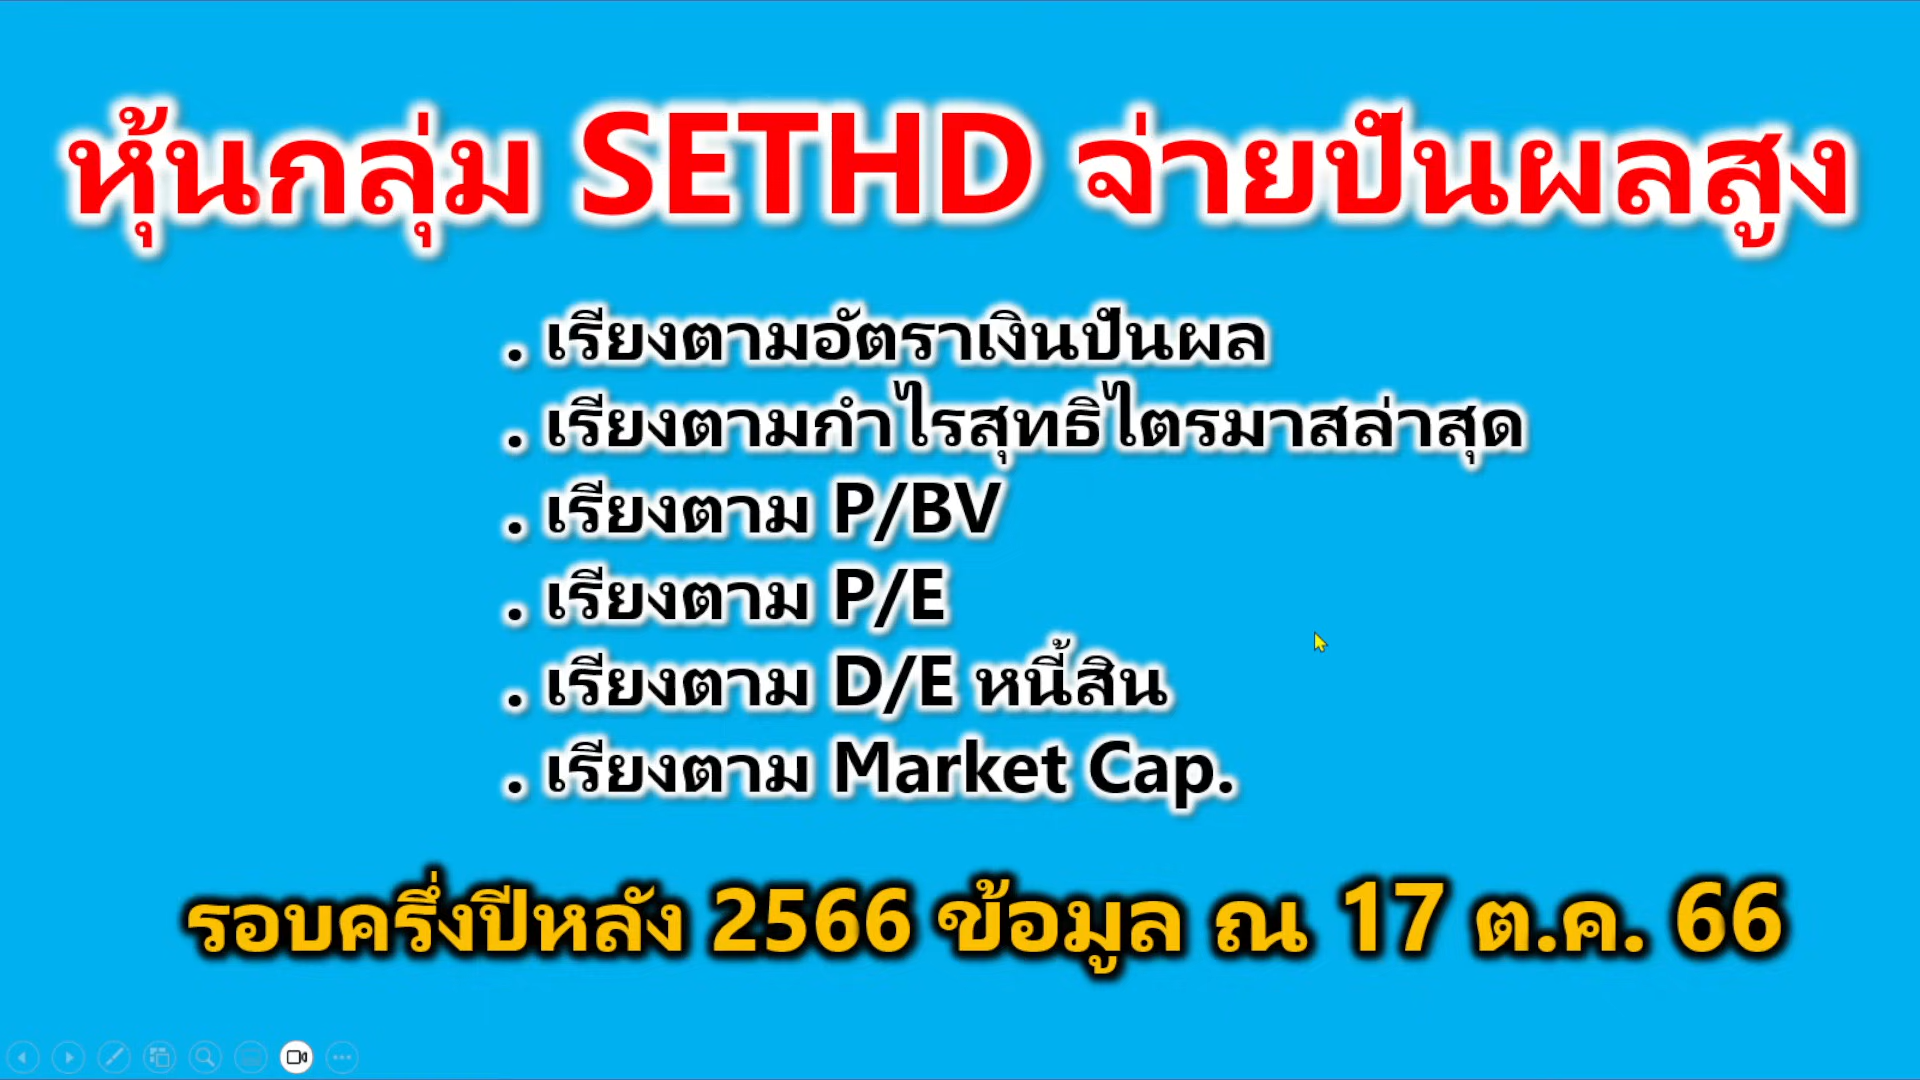 หุ้นกลุ่ม SETHD จ่ายปันผลสูง
. เรียงตามอัตราเงินปันผล
. เรียงตามกำไรสุทธิไตรมาสล่าสุด
. เรียงตาม P/BV
. เรียงตาม P/E
. เรียงตาม D/E หนี้สิน
. เรียงตาม Market Cap.
รอบครึ่งปีหลัง 2566 ข้อมูล ณ 17 ต.ค. 66